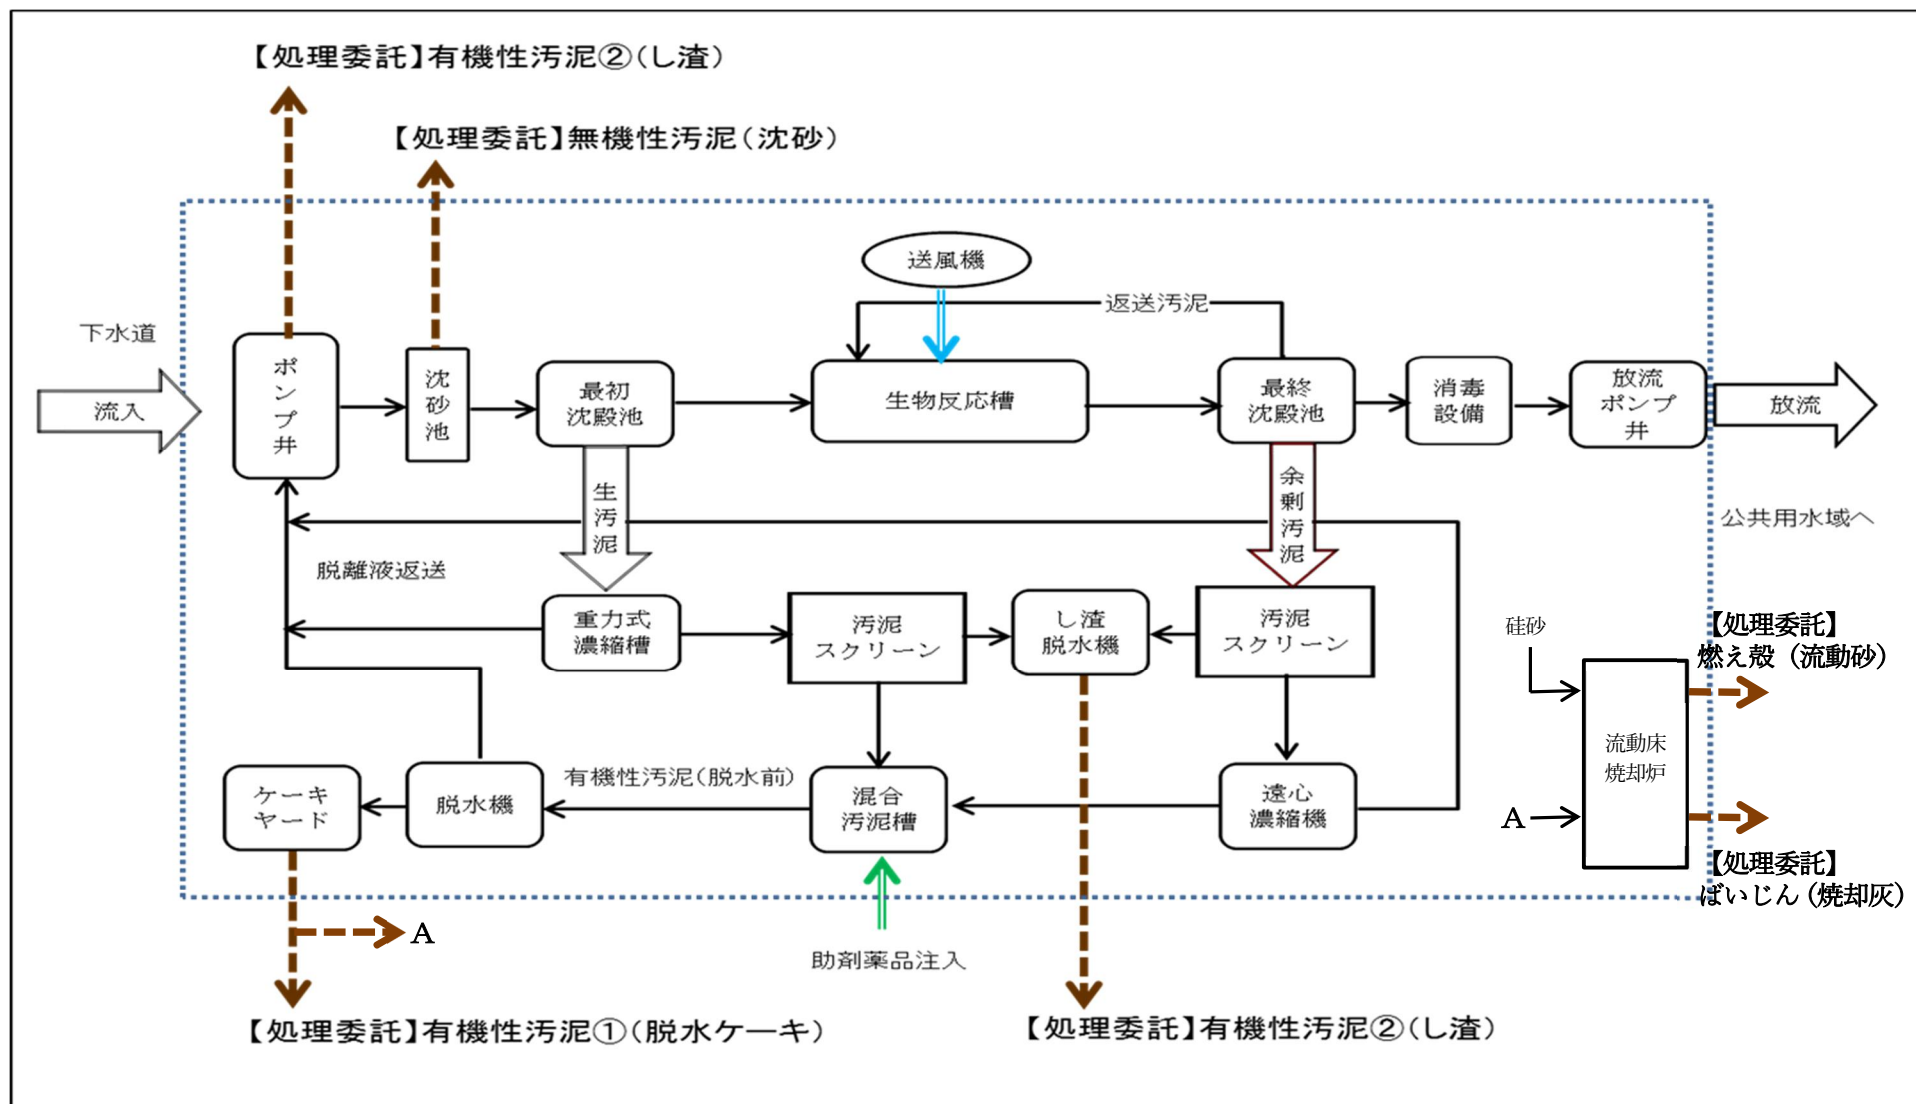 【処理委託】有機性汚泥②(し渣)
【処理委託】無機性汚泥(沈砂)
送風機
返送汚泥
下水道
流入
ポンプ井
沈砂池
最初
沈殿池
生物反応槽
最終
沈殿池
消毒
設備
放流
ポンプ
井
放流
生汚泥
余剰汚泥
公共用水域へ
脱離液返送
重力式
濃縮槽
汚泥
スクリーン
し渣
脱水機
汚泥
スクリーン
硅砂
【処理委託】
燃え殻(流動砂)
流動床
焼却炉
A
【処理委託】
ばいじん(焼却灰)
ケーキ
ヤード
脱水機
有機性汚泥(脱水前)
混合
汚泥槽
遠心
濃縮機
A
助剤薬品注入
【処理委託】有機性汚泥①(脱水ケーキ)
【処理委託】有機性汚泥②(し渣)